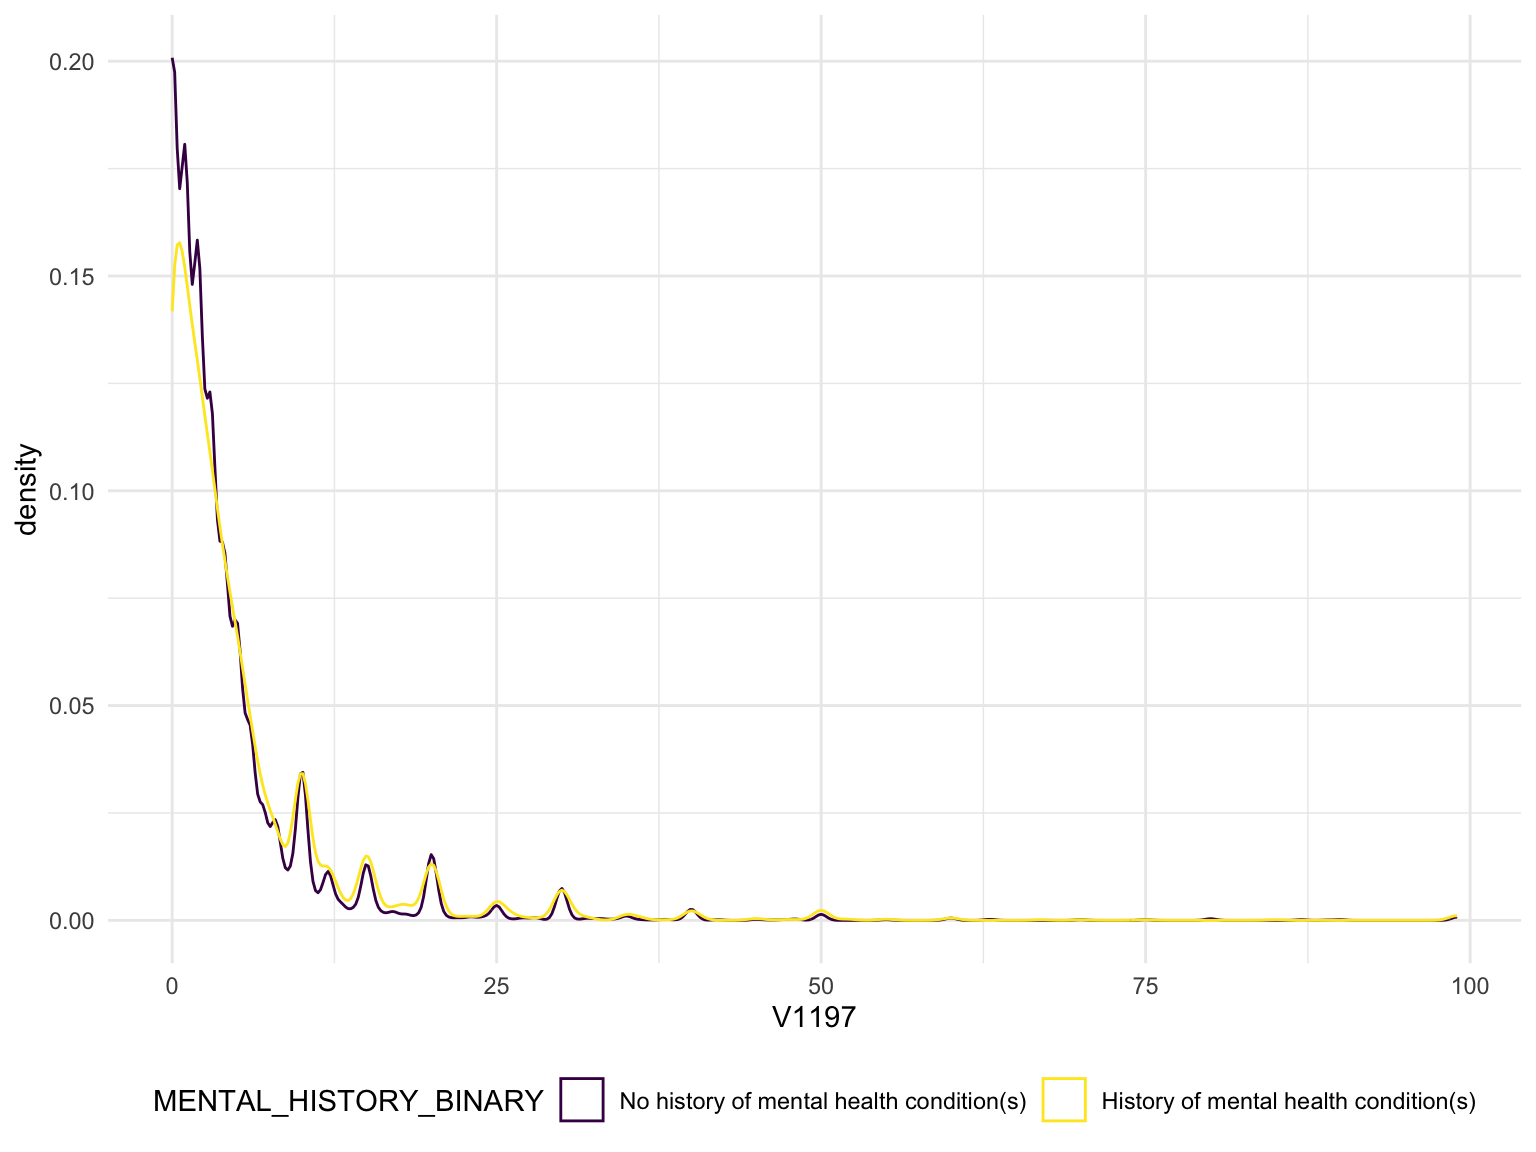 density
0.20
0.15
0.10
0.05
0.00
0 25 50 75 100
V1197
MENTAL_HISTORY_BINARY No history of mental health condition(s) History of mental health condition(s)